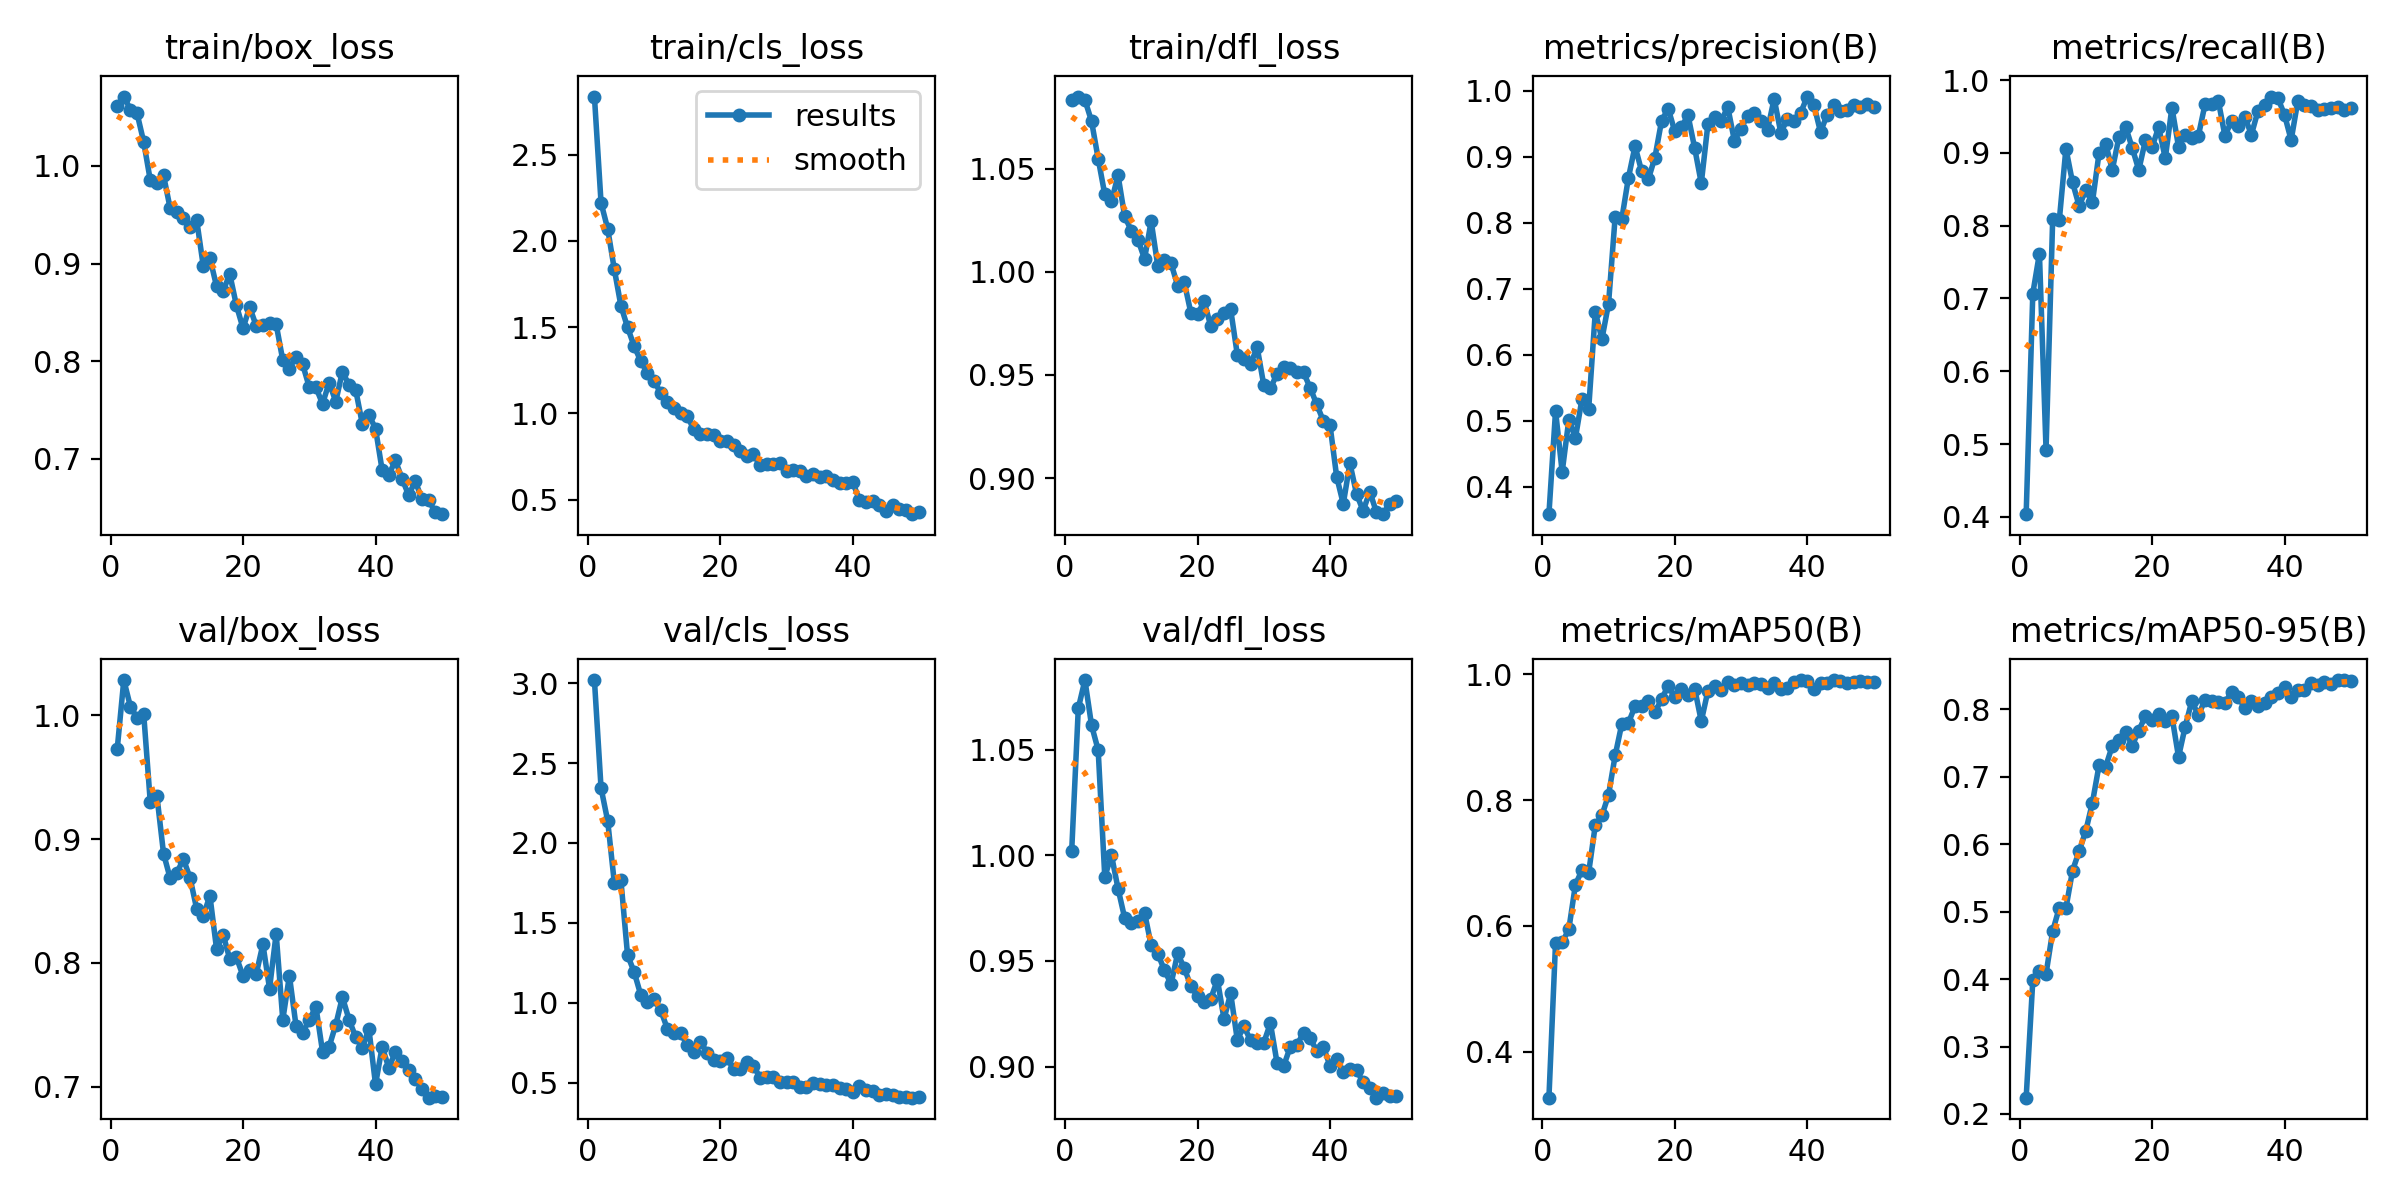 train/box_loss
1.0
0.9
0.8
0.7
0 20 40
train/cls_loss
results
smooth
2.5
2.0
1.5
1.0
0.5
0 20 40
train/dfl_loss
1.05
1.00
0.95
0.90
0 20 40
metrics/precision(B)
1.0
0.9
0.8
0.7
0.6
0.5
0.4
0 20 40
metrics/recall(B)
1.0
0.9
0.8
0.7
0.6
0.5
0.4
0 20 40
val/box_loss
1.0
0.9
0.8
0.7
0 20 40
val/cls_loss
3.0
2.5
2.0
1.5
1.0
0.5
0 20 40
val/dfl_loss
1.05
1.00
0.95
0.90
0 20 40
metrics/mAP50(B)
1.0
0.8
0.6
0.4
0 20 40
metrics/mAP50-95(B)
0.8
0.7
0.6
0.5
0.4
0.3
0.2
0 20 40